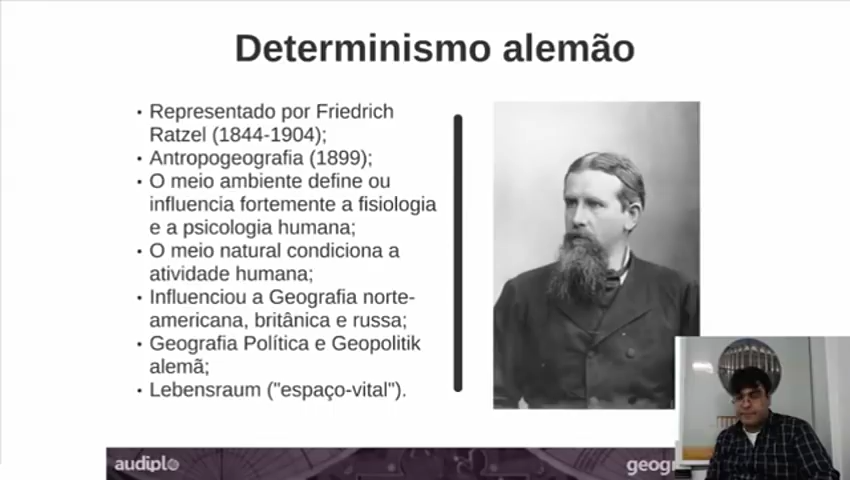 Determinismo alemão
• Representado por Friedrich
Ratzel (1844-1904);
• Antropogeografia (1899);
• O meio ambiente define ou
influencia fortemente a fisiologia
e a psicologia humana;
• O meio natural condiciona a
atividade humana;
• Influenciou a Geografia norte-
americana, britânica e russa;
• Geografia Política e Geopolitik
alemã;
• Lebensraum ("espaço-vital").
audiplo
geogr